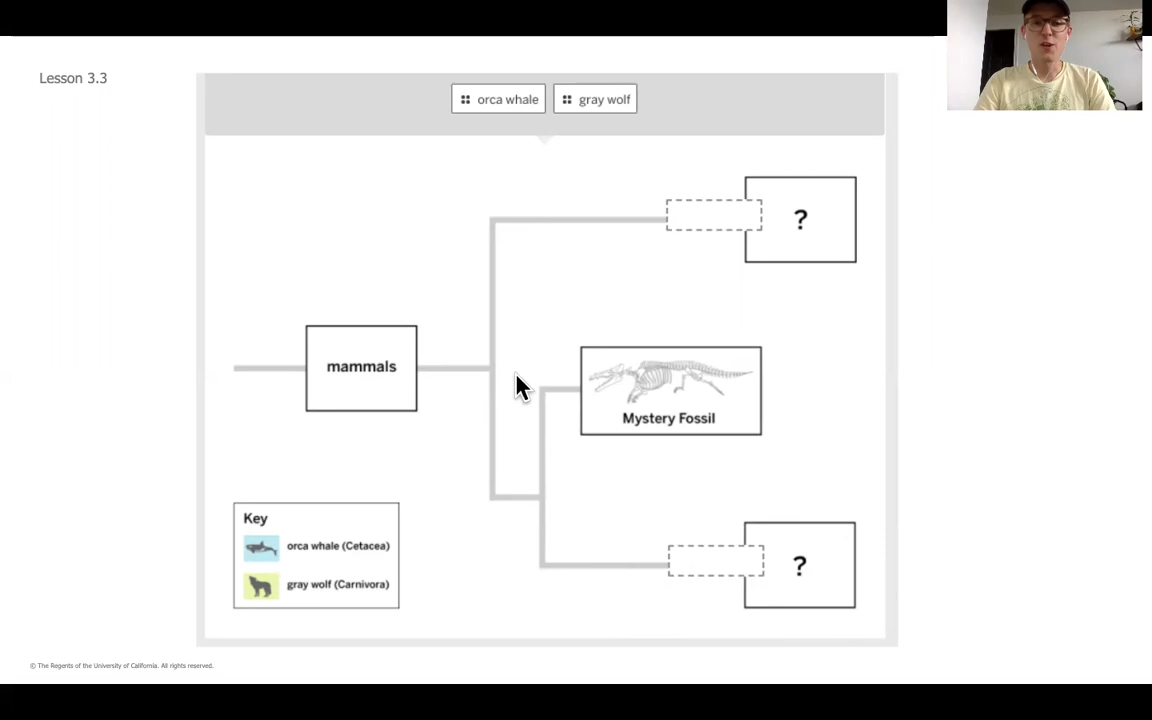 Lesson 3.3
orca whale
gray wolf
?
mammals
Mystery Fossil
Key
orca whale (Cetacea)
gray wolf (Carnivora)
?
© The Regents of the University of California. All rights reserved.